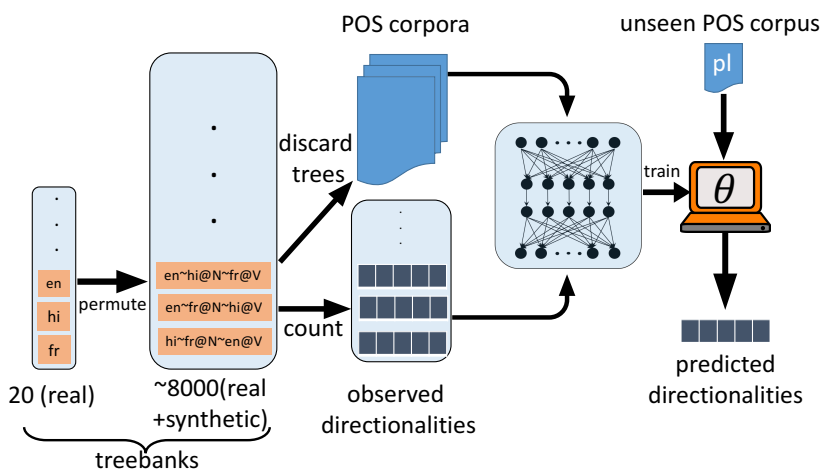 POS corpora
unseen POS corpus
pl
discard
trees
train
θ
en
hi
fr
permute
en~hi@N~fr@V
en~fr@N~hi@V
hi~fr@N~en@V
count
20 (real)
~8000(real
+synthetic)
treebanks
observed
directionalities
predicted
directionalities